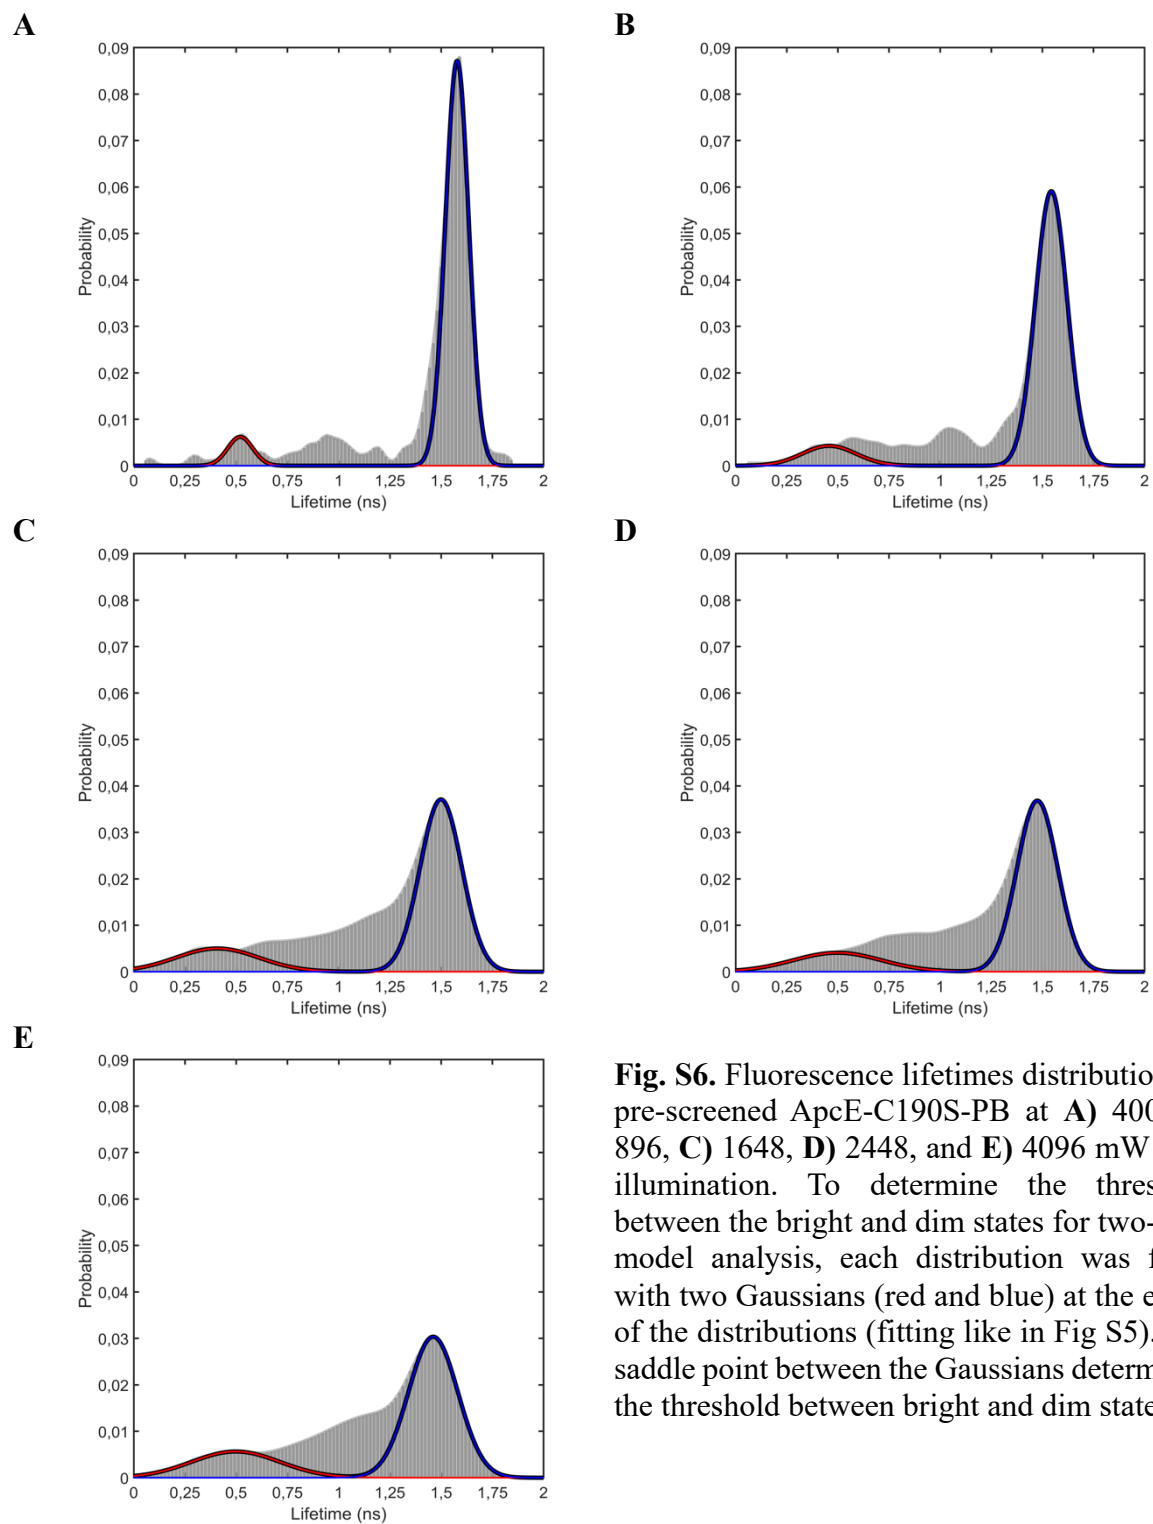 A
0,09
0,08
0,07
0,06
0,05
0,04
0,03
0,02
0,01
0
Probability
0 0,25 0,5 0,75 1 1,25 1,5 1,75 2
Lifetime (ns)
B
0,09
0,08
0,07
0,06
0,05
0,04
0,03
0,02
0,01
0
Probability
0 0,25 0,5 0,75 1 1,25 1,5 1,75 2
Lifetime (ns)
C
0,09
0,08
0,07
0,06
0,05
0,04
0,03
0,02
0,01
0
Probability
0 0,25 0,5 0,75 1 1,25 1,5 1,75 2
Lifetime (ns)
D
0,09
0,08
0,07
0,06
0,05
0,04
0,03
0,02
0,01
0
Probability
0 0,25 0,5 0,75 1 1,25 1,5 1,75 2
Lifetime (ns)
E
0,09
0,08
0,07
0,06
0,05
0,04
0,03
0,02
0,01
0
Probability
0 0,25 0,5 0,75 1 1,25 1,5 1,75 2
Lifetime (ns)
Fig. S6. Fluorescence lifetimes distributio
pre-screened ApcE-C190S-PB at A) 400
896, C) 1648, D) 2448, and E) 4096 mW
illumination. To determine the thres
between the bright and dim states for two-
model analysis, each distribution was f
with two Gaussians (red and blue) at the e
of the distributions (fitting like in Fig S5).
saddle point between the Gaussians determ
the threshold between bright and dim state